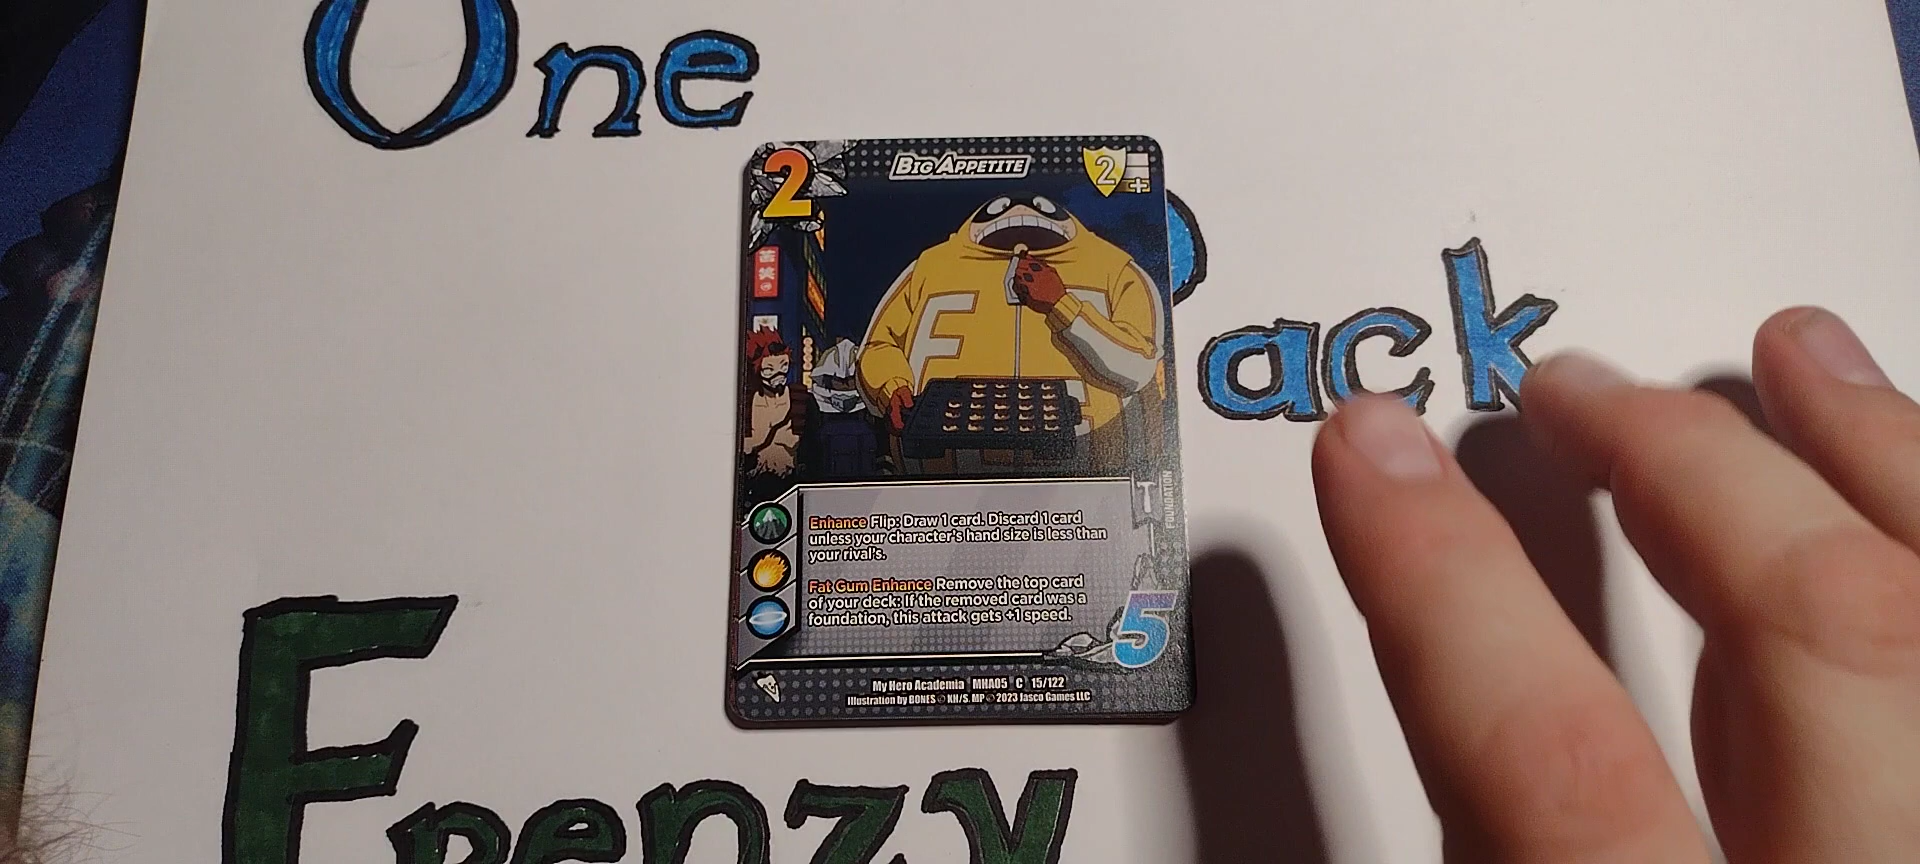 One
Pack
Frenzy
2
BIG APPETITE
2
+
F
苦
笑
Enhance Flip: Draw 1 card. Discard 1 card
unless your character's hand size is less than
your rival's.
Fat Gum Enhance Remove the top card
of your deck: If the removed card was a
foundation, this attack gets +1 speed.
FOUNDATION
5
My Hero Academia MHA05 C 15/122
Illustration by BONES © KH/S. MP © 2023 Jasco Games LLC